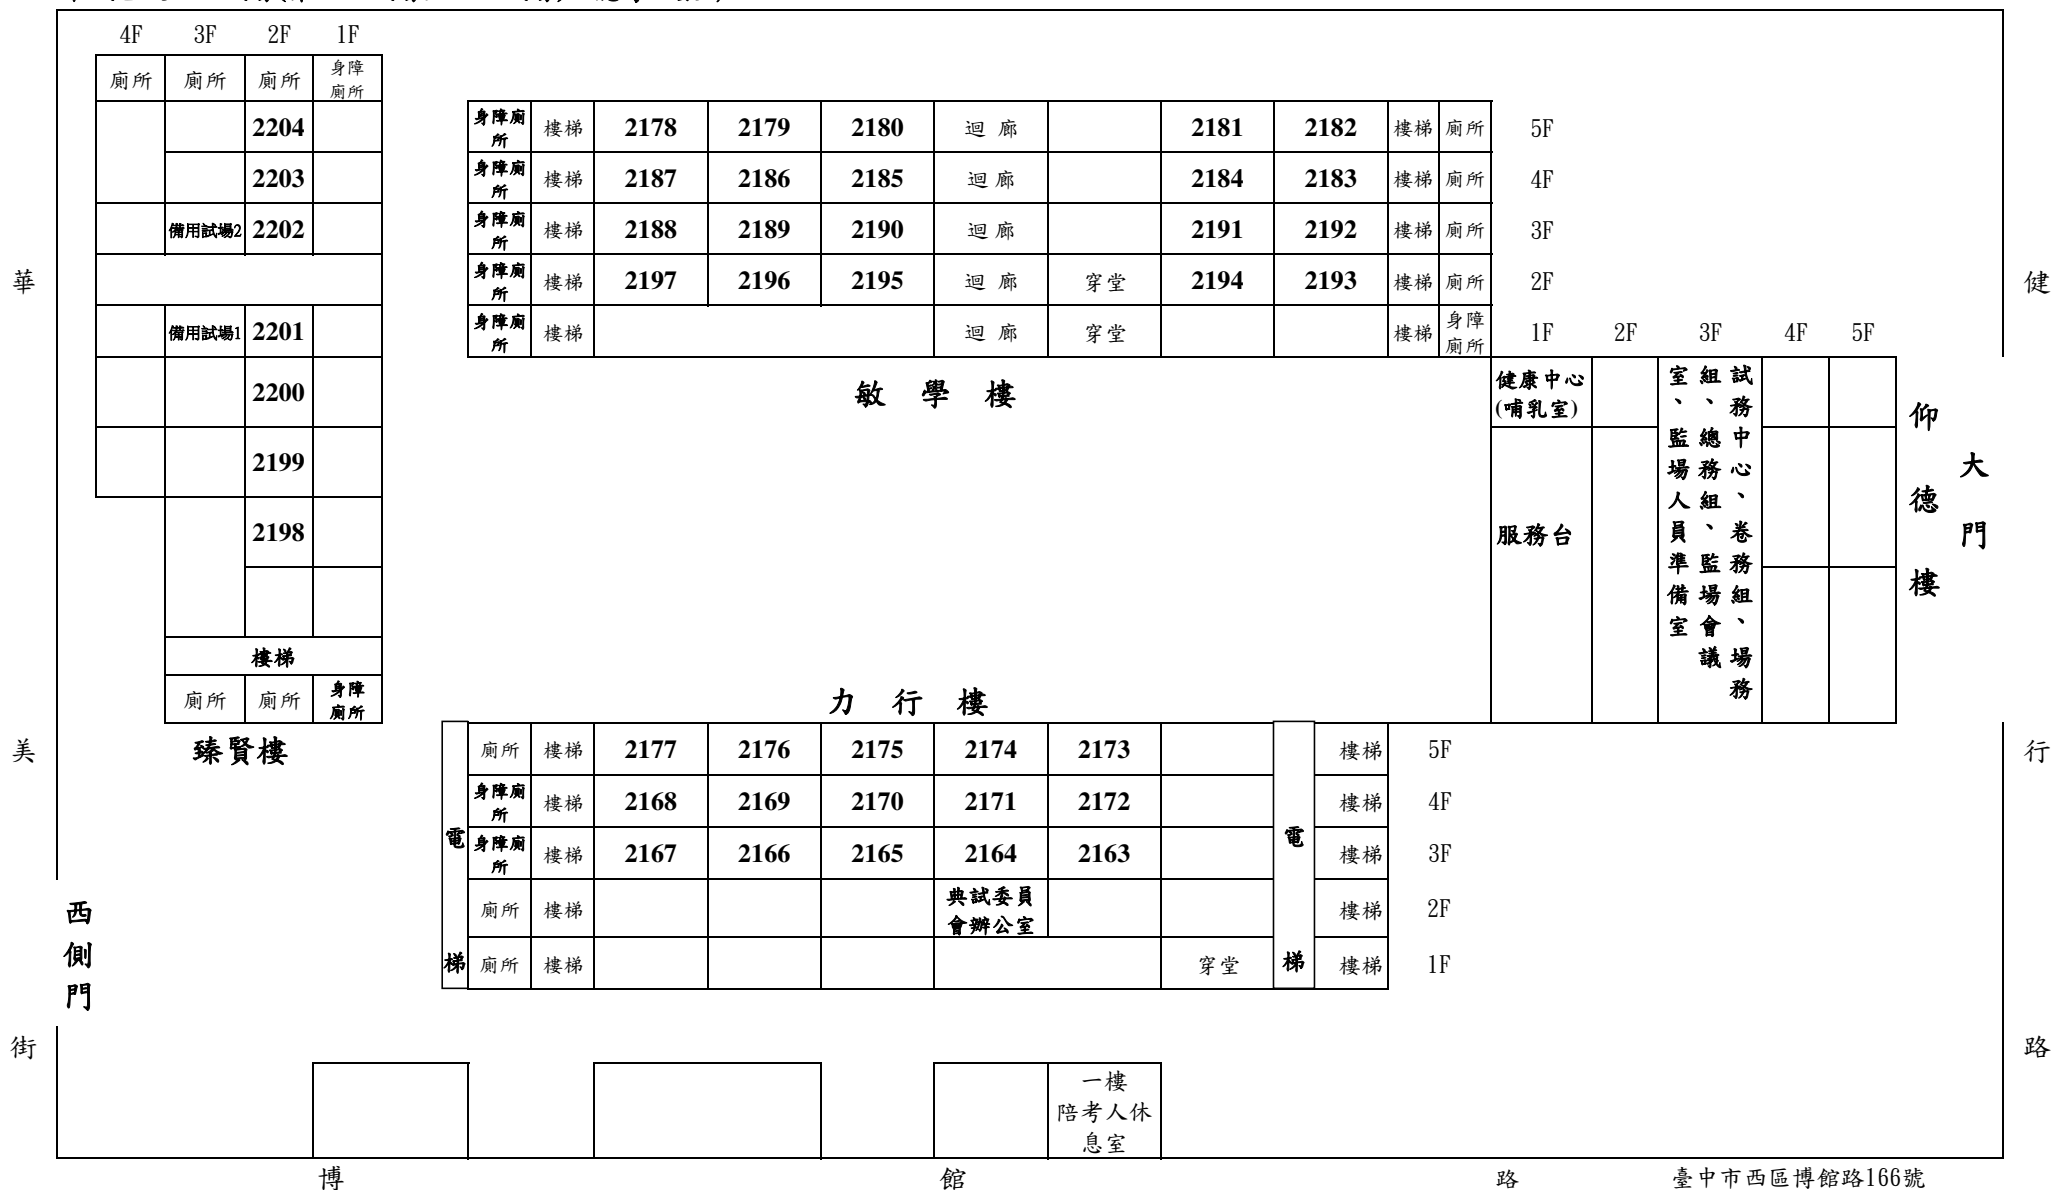 4F 3F 2F 1F
廁所 廁所 廁所 身障廁所
2204
2203
備用試場2 2202
備用試場1 2201
2200
2199
2198
樓梯
廁所 廁所 身障廁所
臻賢樓
身障廁所 樓梯 2178 2179 2180 迴廊 2181 2182 樓梯 廁所 5F
身障廁所 樓梯 2187 2186 2185 迴廊 2184 2183 樓梯 廁所 4F
身障廁所 樓梯 2188 2189 2190 迴廊 2191 2192 樓梯 廁所 3F
身障廁所 樓梯 2197 2196 2195 迴廊 穿堂 2194 2193 樓梯 廁所 2F
身障廁所 樓梯 迴廊 穿堂 樓梯 身障廁所 1F 2F 3F 4F 5F
敏學樓
健康中心
(哺乳室)
服務台
試務中心、卷務組、場務
組、總務組、監場會議
室、監場人員準備室
仰德樓
大門
力行樓
電梯
廁所 樓梯 2177 2176 2175 2174 2173 樓梯 5F
身障廁所 樓梯 2168 2169 2170 2171 2172 樓梯 4F
身障廁所 樓梯 2167 2166 2165 2164 2163 樓梯 3F
廁所 樓梯 典試委員會辦公室 樓梯 2F
廁所 樓梯 穿堂 樓梯 1F
電梯
西側門
一樓
陪考人休
息室
華美街
健行路
博館路
臺中市西區博館路166號